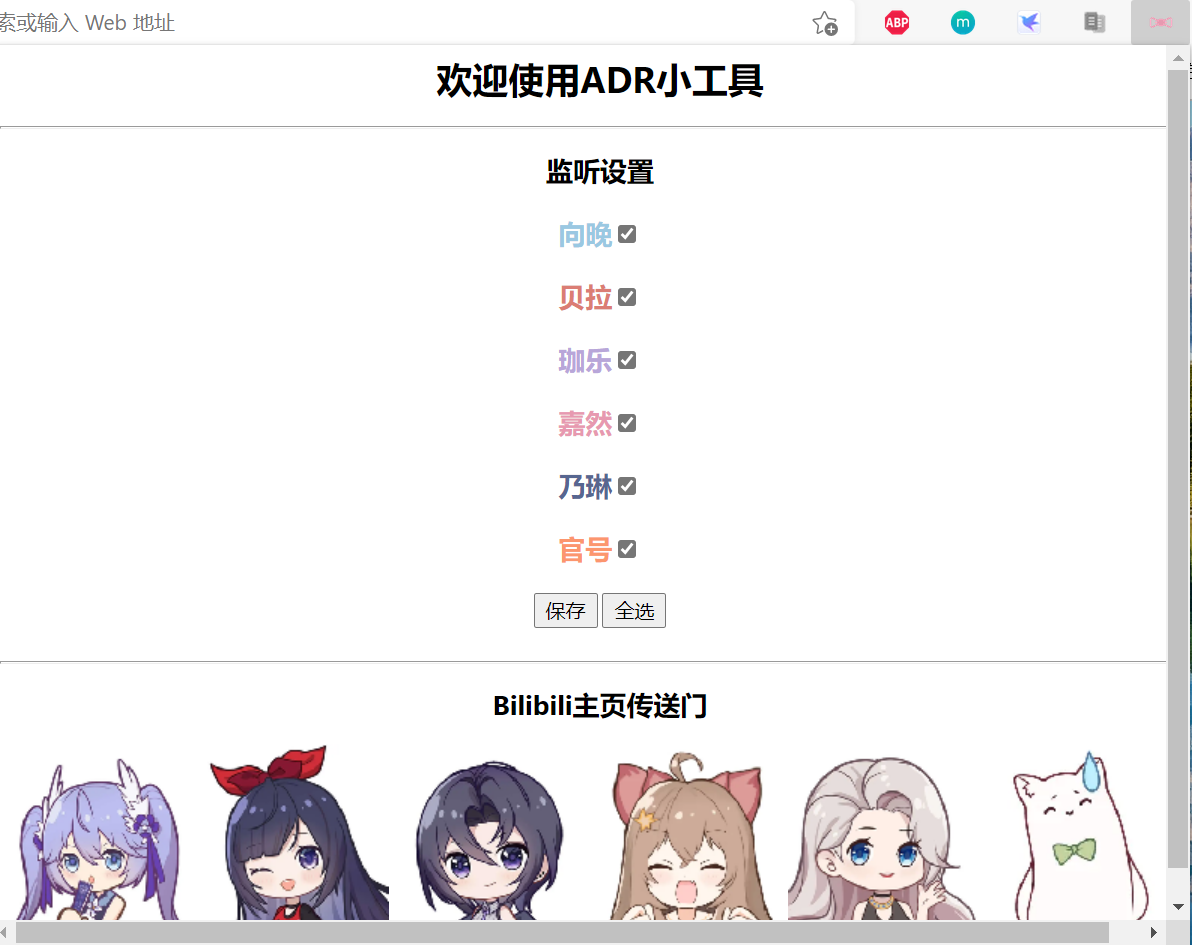 索或输入 Web 地址
ABP
m
欢迎使用ADR小工具
监听设置
向晚
贝拉
珈乐
嘉然
乃琳
官号
保存 全选
Bilibili主页传送门